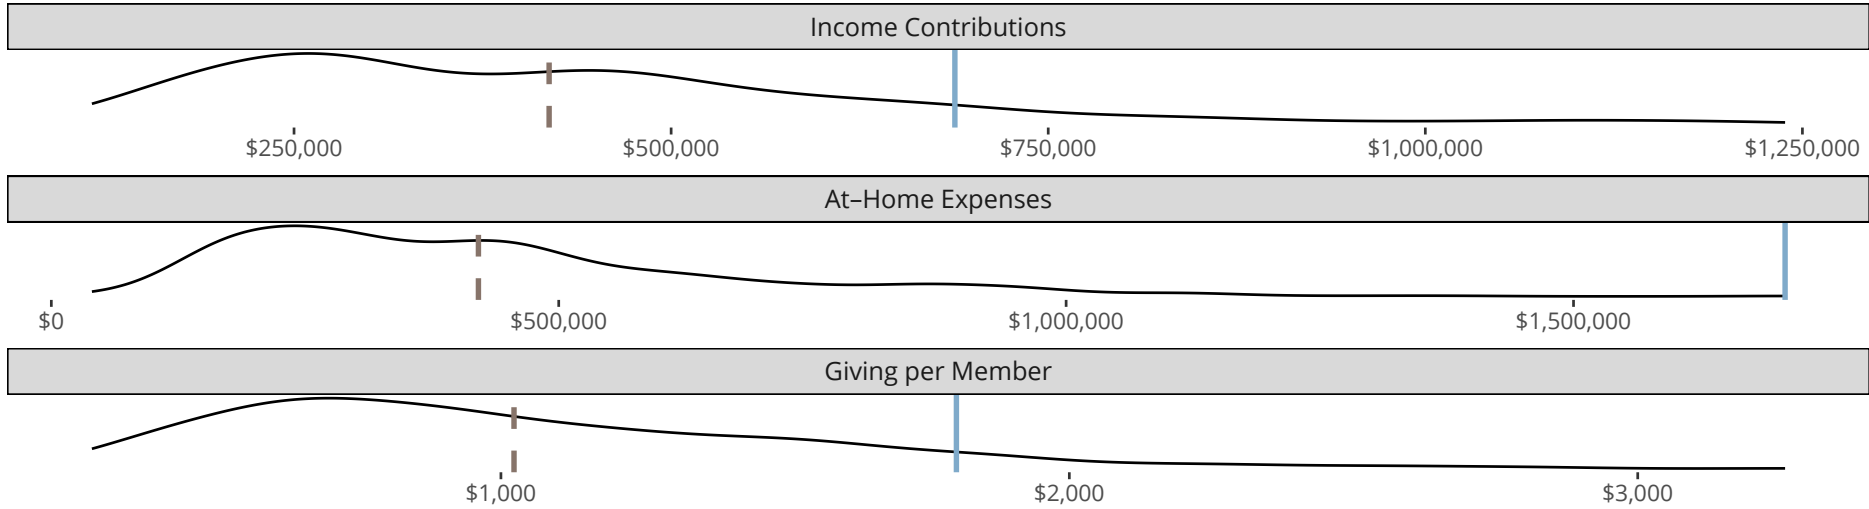 Income Contributions
$250,000 $500,000 $750,000 $1,000,000 $1,250,000
At–Home Expenses
$0 $500,000 $1,000,000 $1,500,000
Giving per Member
$1,000 $2,000 $3,000